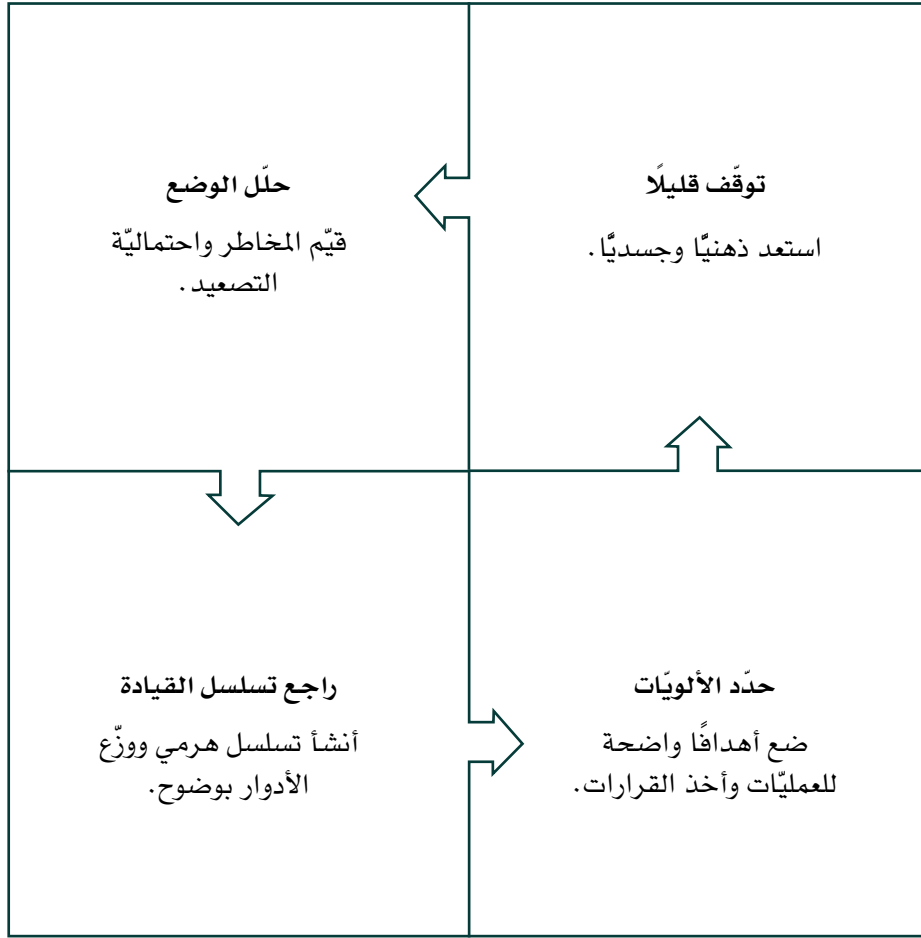 توقّف قليلًا
استعد ذهنيًّا وجسديًّا.
حلّل الوضع
قيّم المخاطر واحتماليّة
التصعيد.
راجع تسلسل القيادة
أنشأ تسلسل هرمي ووزّع
الأدوار بوضوح.
حدّد الألويّات
ضع أهدافًا واضحة
للعمليّات وأخذ القرارات.